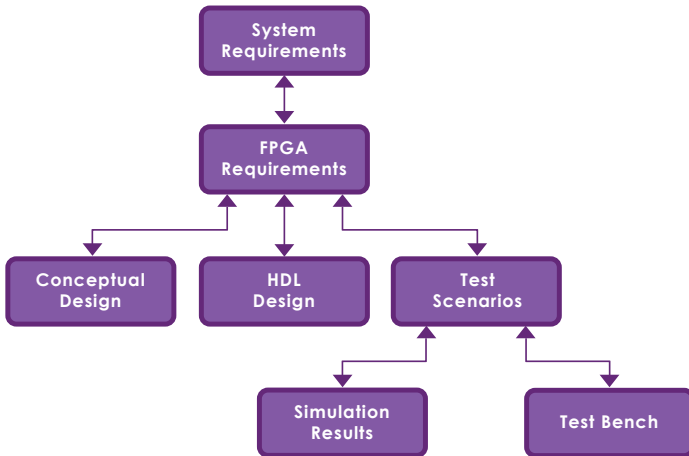 System
Requirements
FPGA
Requirements
Conceptual
Design
HDL
Design
Test
Scenarios
Simulation
Results
Test Bench